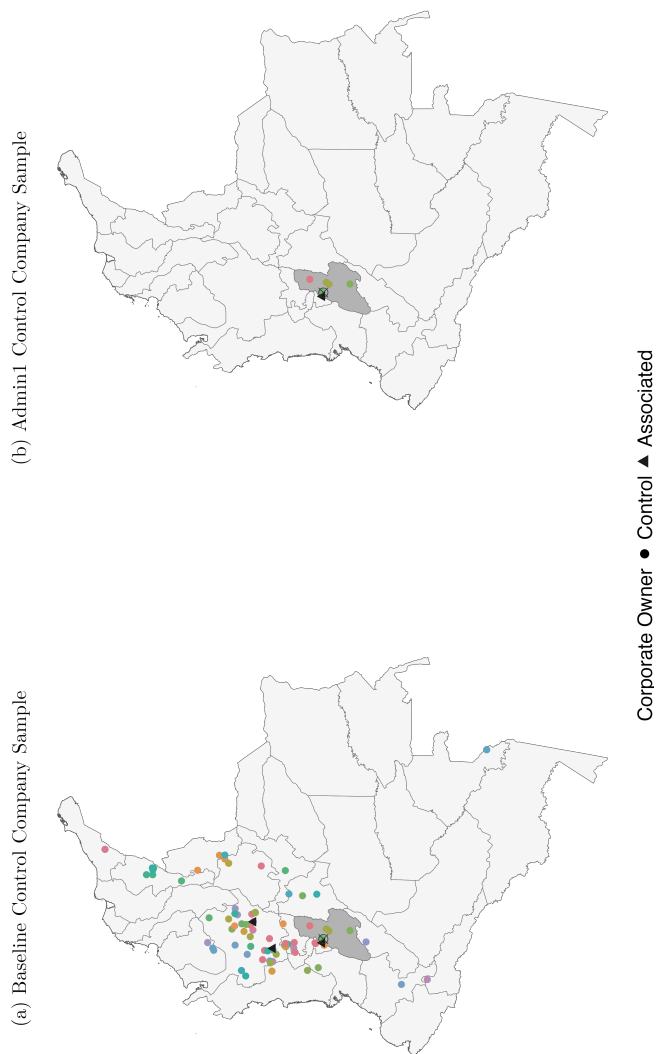 (a) Baseline Control Company Sample
(b) Admin1 Control Company Sample
Corporate Owner ● Control ▲ Associated